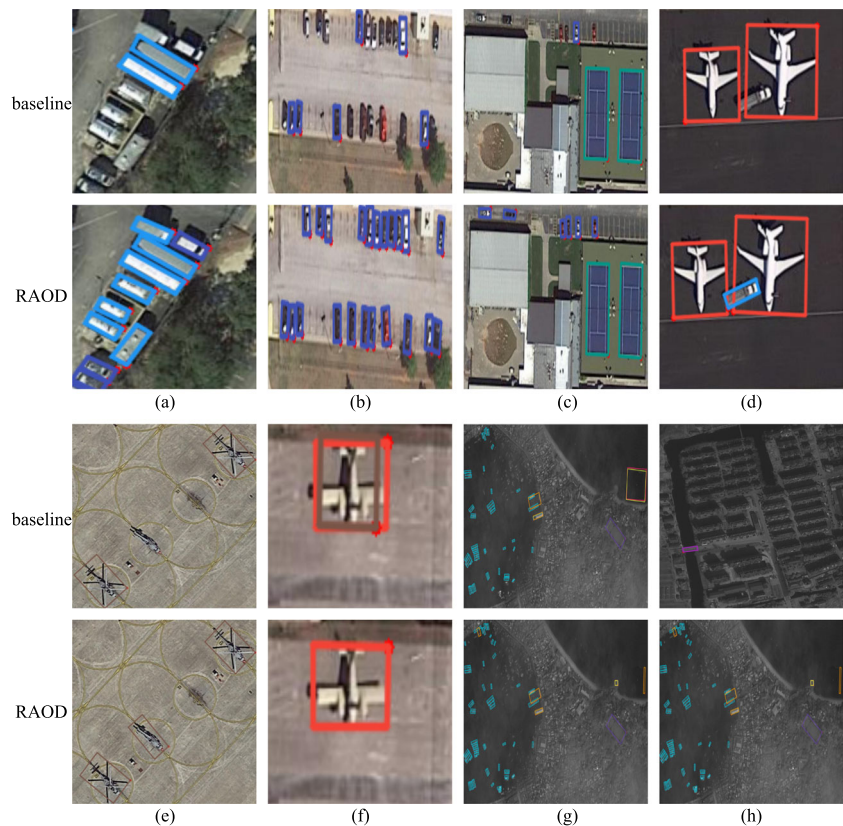 baseline
RAOD
(a) (b) (c) (d)
baseline
RAOD
(e) (f) (g) (h)